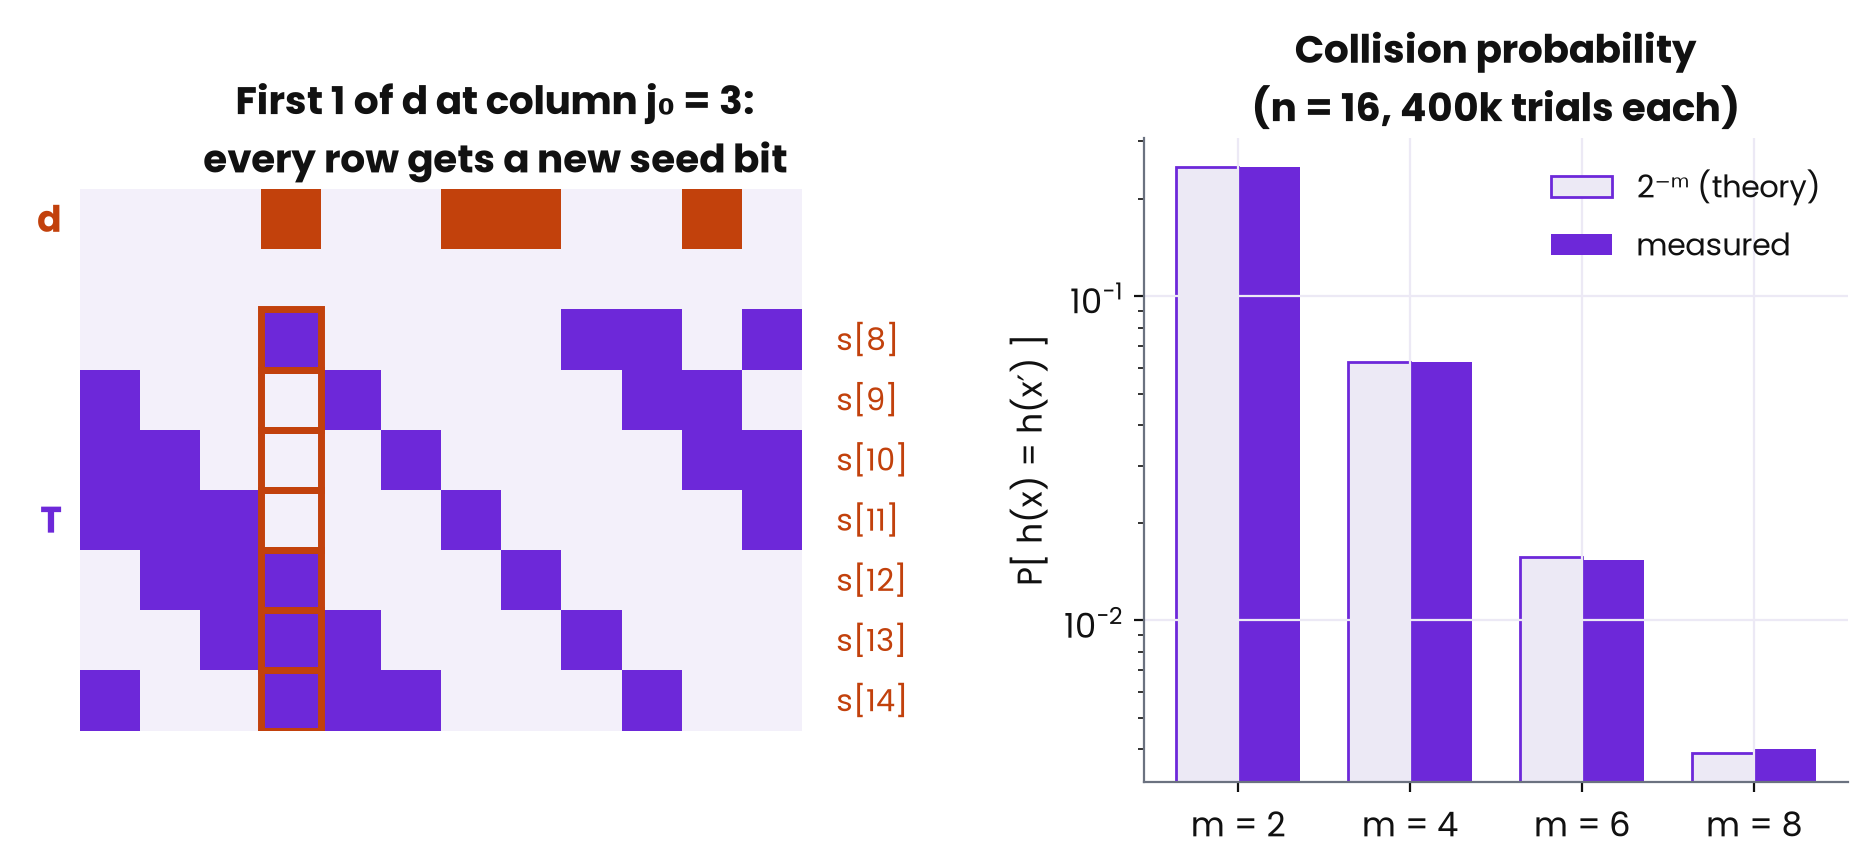 First 1 of d at column j₀ = 3:
every row gets a new seed bit
d
T
s[8]
s[9]
s[10]
s[11]
s[12]
s[13]
s[14]
Collision probability
(n = 16, 400k trials each)
2⁻ᵐ (theory)
measured
P[ h(x) = h(x′) ]
10⁻¹
10⁻²
m = 2
m = 4
m = 6
m = 8